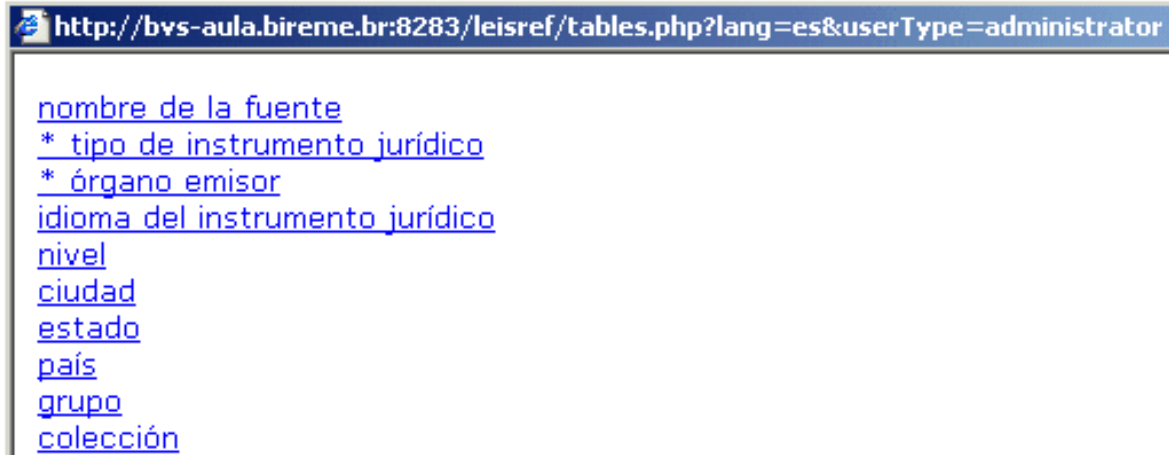 http://bvs-aula.bireme.br:8283/leisref/tables.php?lang=es&userType=administrator
nombre de la fuente
* tipo de instrumento jurídico
* órgano emisor
idioma del instrumento jurídico
nivel
ciudad
estado
país
grupo
colección